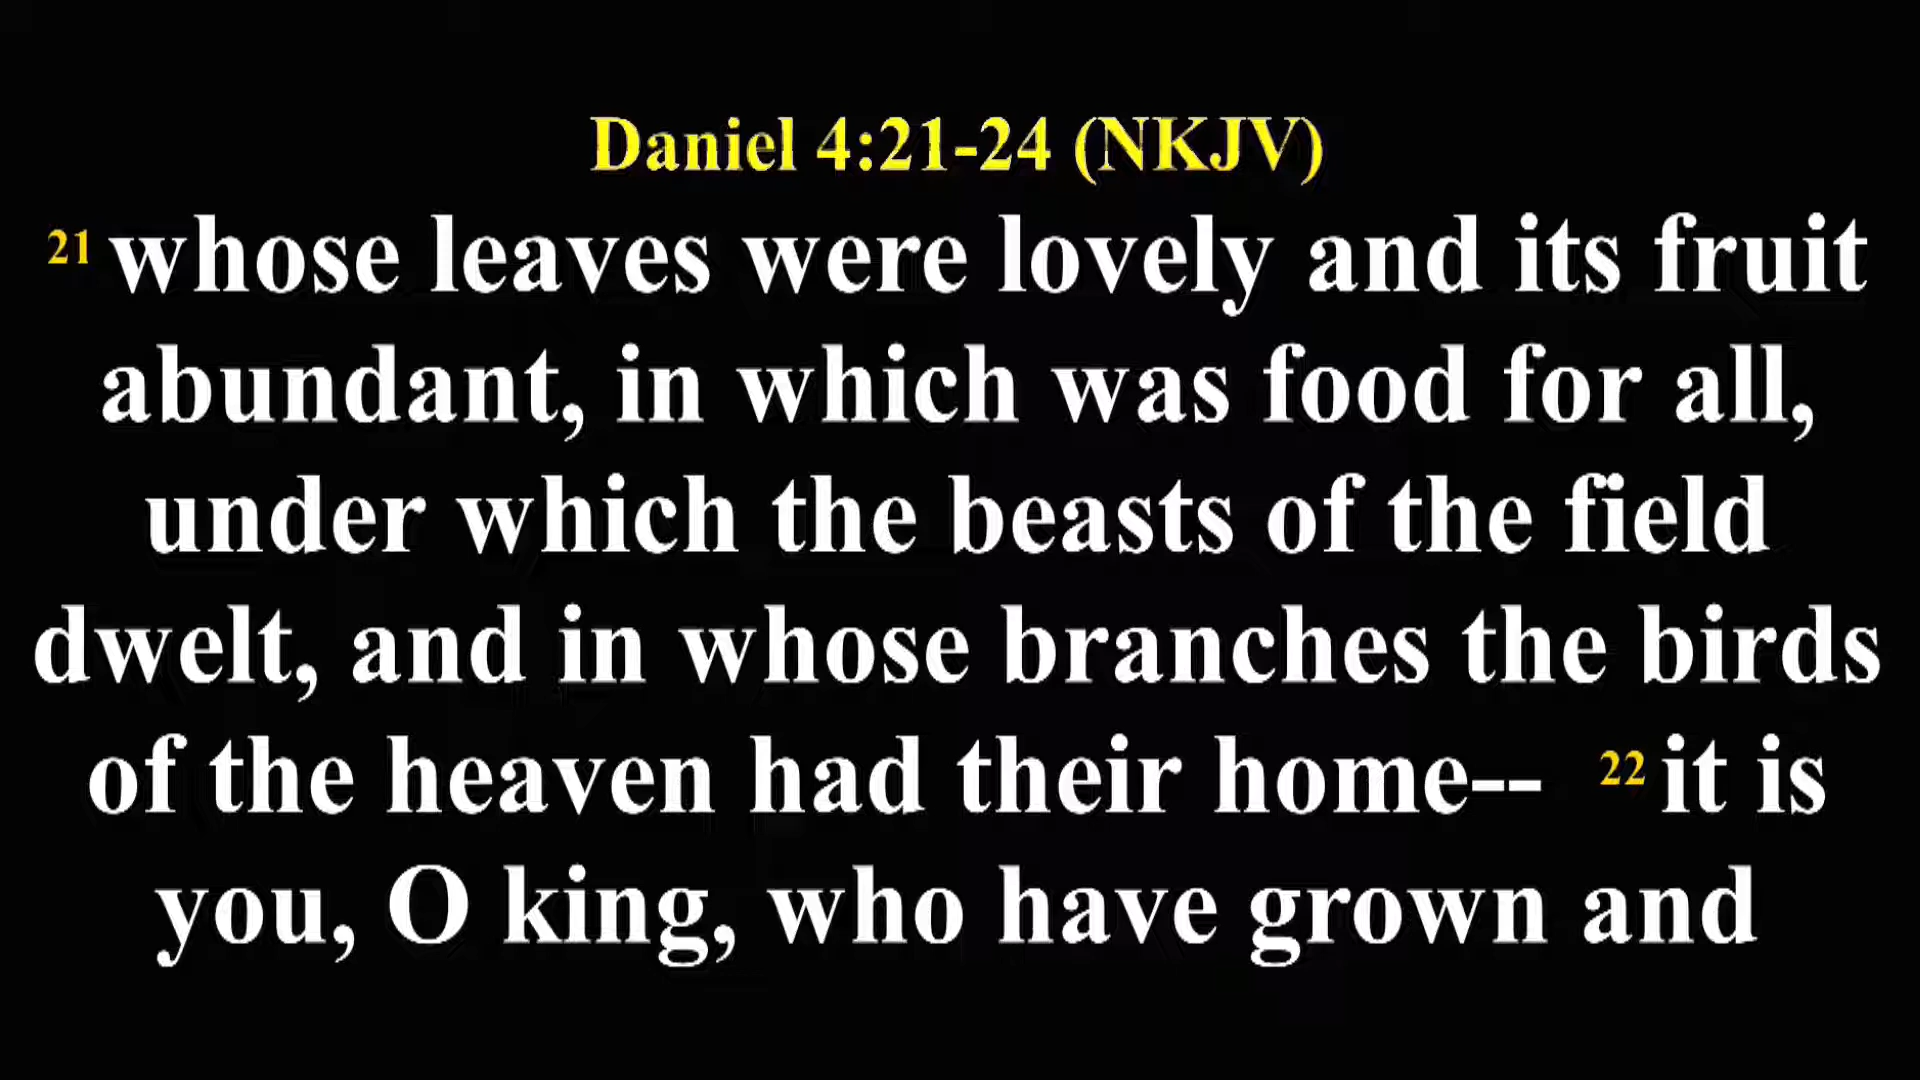 Daniel 4:21-24 (NKJV)
21 whose leaves were lovely and its fruit
abundant, in which was food for all,
under which the beasts of the field
dwelt, and in whose branches the birds
of the heaven had their home-- 22 it is
you, O king, who have grown and